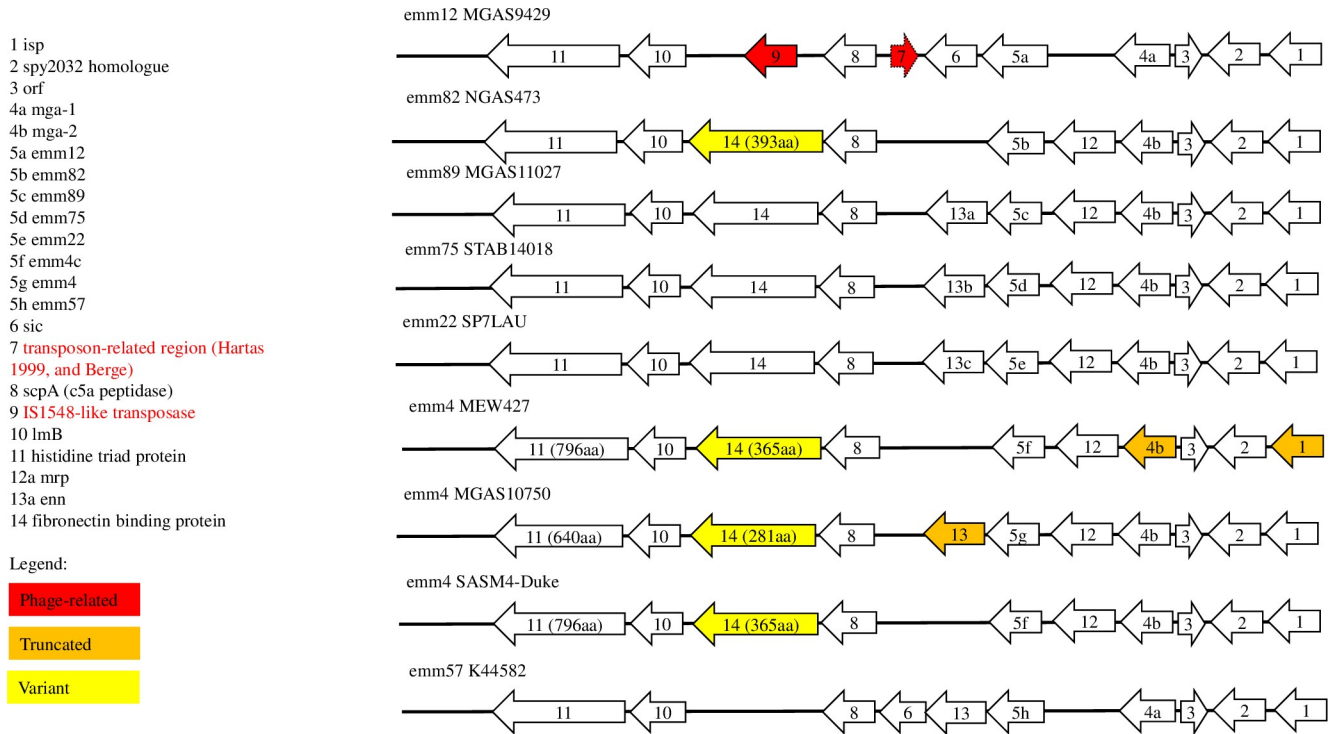 1 isp
2 spy2032 homologue
3 orf
4a mga-1
4b mga-2
5a emm12
5b emm82
5c emm89
5d emm75
5e emm22
5f emm4c
5g emm4
5h emm57
6 sic
7 transposon-related region (Hartas
1999, and Berge)
8 scpA (c5a peptidase)
9 IS1548-like transposase
10 lmB
11 histidine triad protein
12a mrp
13a enn
14 fibronectin binding protein
Legend:
Phage-related
Truncated
Variant
emm12 MGAS9429
11 10 9 8 7 6 5a 4a 3 2 1
emm82 NGAS473
11 10 14 (393aa) 8 5b 12 4b 3 2 1
emm89 MGAS11027
11 10 14 8 13a 5c 12 4b 3 2 1
emm75 STAB14018
11 10 14 8 13b 5d 12 4b 3 2 1
emm22 SP7LAU
11 10 14 8 13c 5e 12 4b 3 2 1
emm4 MEW427
11 (796aa) 10 14 (365aa) 8 5f 12 4b 3 2 1
emm4 MGAS10750
11 (640aa) 10 14 (281aa) 8 13 5g 12 4b 3 2 1
emm4 SASM4-Duke
11 (796aa) 10 14 (365aa) 8 5f 12 4b 3 2 1
emm57 K44582
11 10 8 6 13 5h 4a 3 2 1